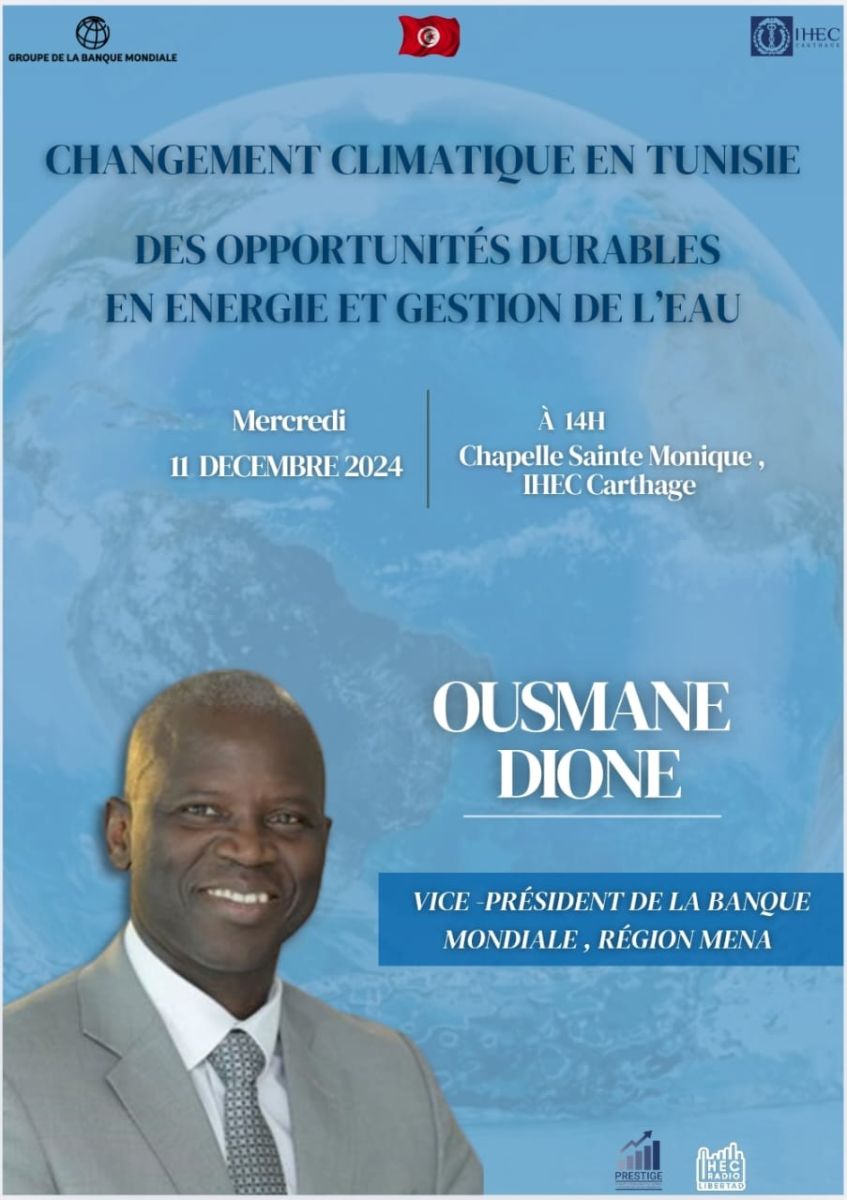 GROUPE DE LA BANQUE MONDIALE
IHEC
CARTHAGE
CHANGEMENT CLIMATIQUE EN TUNISIE
DES OPPORTUNITÉS DURABLES
EN ENERGIE ET GESTION DE L'EAU
Mercredi
11 DECEMBRE 2024
À 14H
Chapelle Sainte Monique ,
IHEC Carthage
OUSMANE
DIONE
VICE -PRÉSIDENT DE LA BANQUE
MONDIALE , RÉGION MENA
PRESTIGE
IHEC
RADIO
LIBERTAD